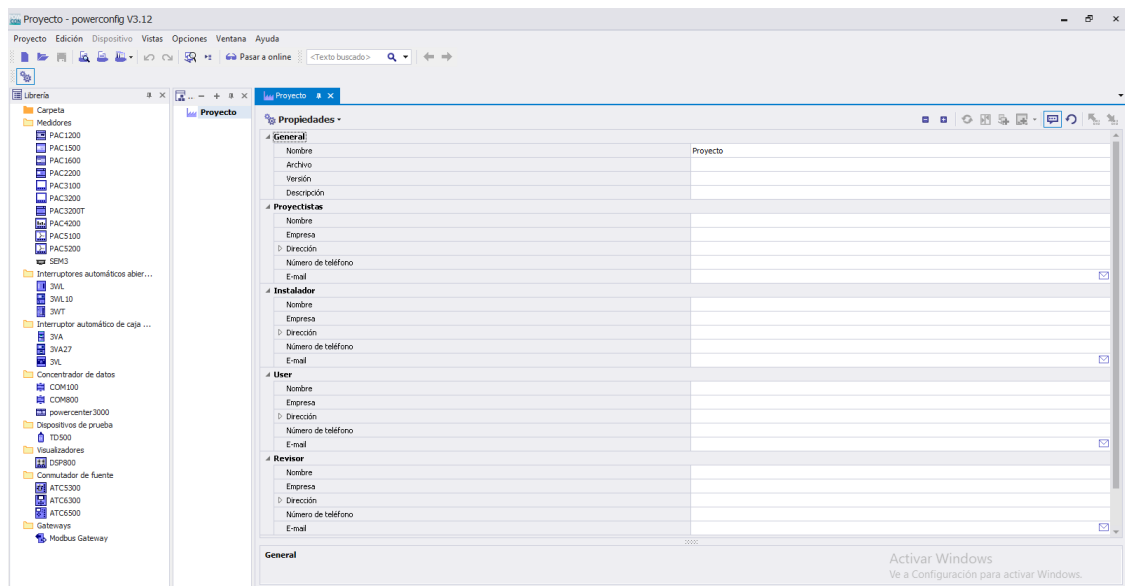 CON Proyecto - powerconfig V3.12
Proyecto Edición Dispositivo Vistas Opciones Ventana Ayuda
Pasar a online <Texto buscado>
Librería
Carpeta
Medidores
PAC1200
PAC1500
PAC1600
PAC2200
PAC3100
PAC3200
PAC3200T
PAC4200
PAC5100
PAC5200
SEM3
Interruptores automáticos abier...
3WL
3WL10
3WT
Interruptor automático de caja ...
3VA
3VA27
3VL
Concentrador de datos
COM100
COM800
powercenter3000
Dispositivos de prueba
TD500
Visualizadores
DSP800
Conmutador de fuente
ATC5300
ATC6300
ATC6500
Gateways
Modbus Gateway
..
Proyecto
Proyecto
Propiedades
General
Nombre Proyecto
Archivo
Versión
Descripción
Proyectistas
Nombre
Empresa
Dirección
Número de teléfono
E-mail
Instalador
Nombre
Empresa
Dirección
Número de teléfono
E-mail
User
Nombre
Empresa
Dirección
Número de teléfono
E-mail
Revisor
Nombre
Empresa
Dirección
Número de teléfono
E-mail
General
Activar Windows
Ve a Configuración para activar Windows.